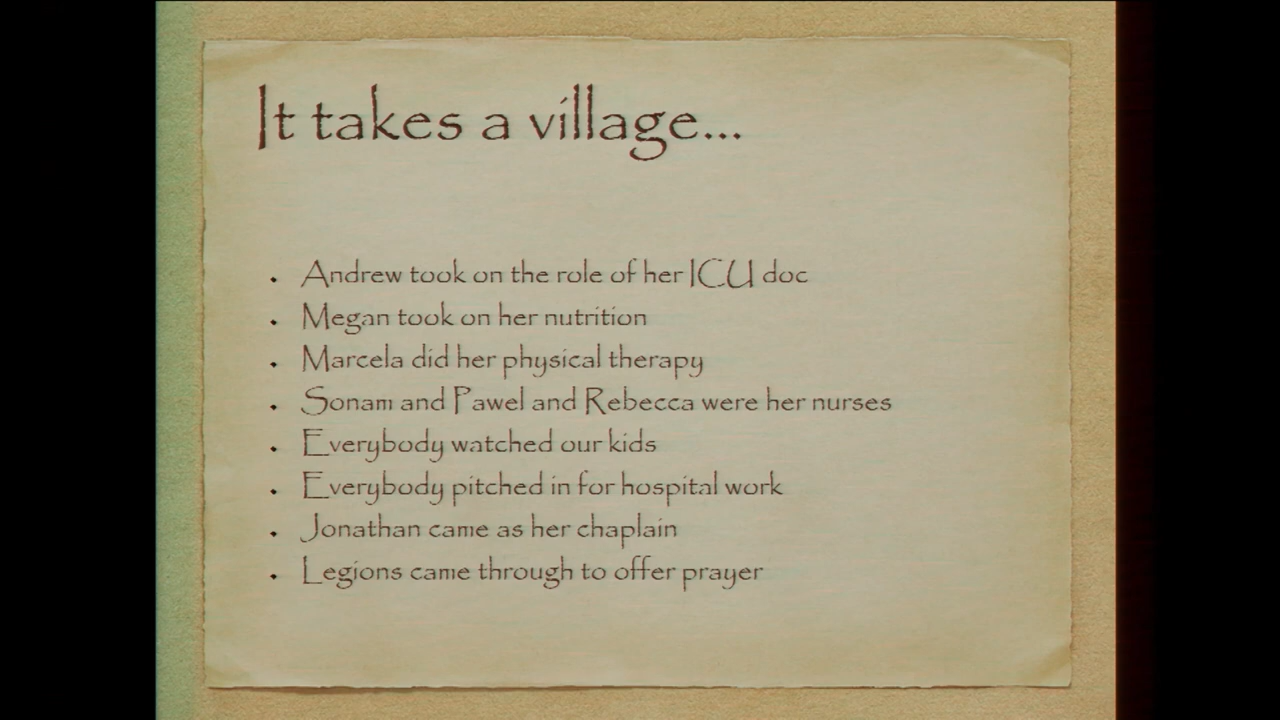 It takes a village...
• Andrew took on the role of her ICU doc
• Megan took on her nutrition
• Marcela did her physical therapy
• Sonam and Pawel and Rebecca were her nurses
• Everybody watched our kids
• Everybody pitched in for hospital work
• Jonathan came as her chaplain
• Legions came through to offer prayer